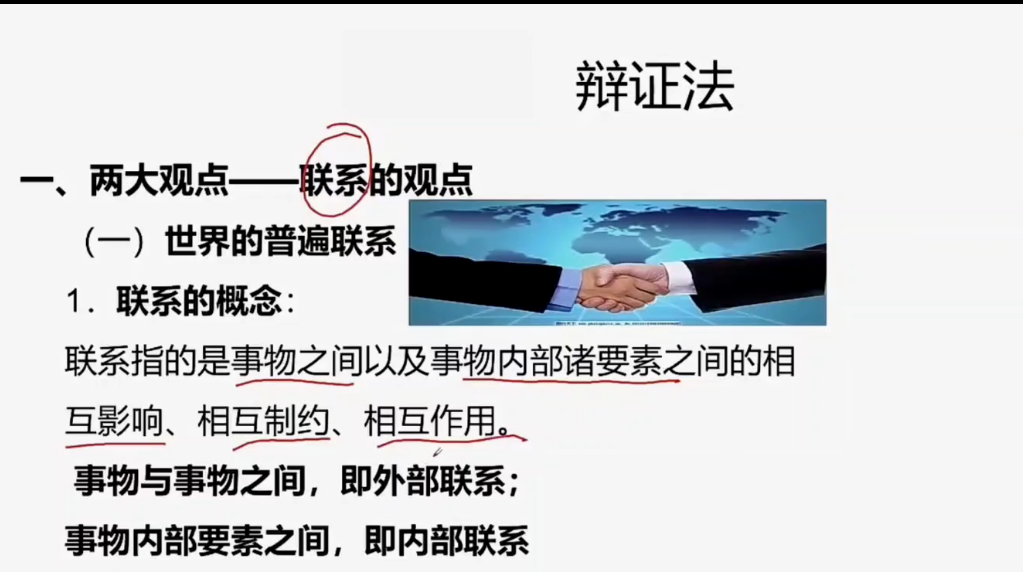 辩证法
一、两大观点——联系的观点
（一）世界的普遍联系
1．联系的概念：
联系指的是事物之间以及事物内部诸要素之间的相
互影响、相互制约、相互作用。
事物与事物之间，即外部联系；
事物内部要素之间，即内部联系